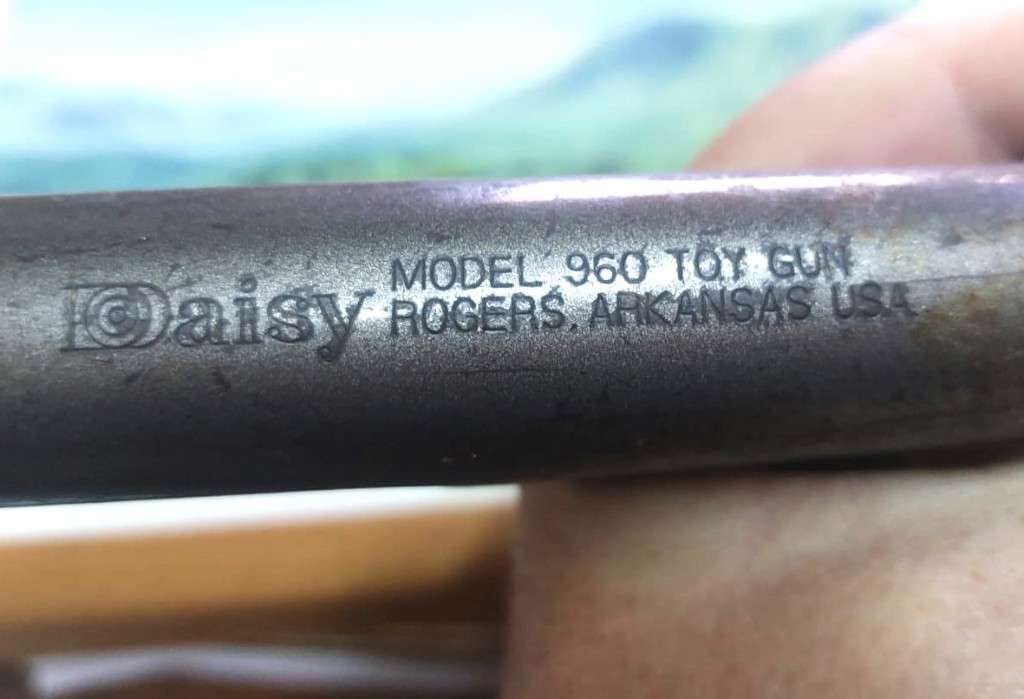 Daisy
MODEL 960 TOY GUN
ROGERS, ARKANSAS USA